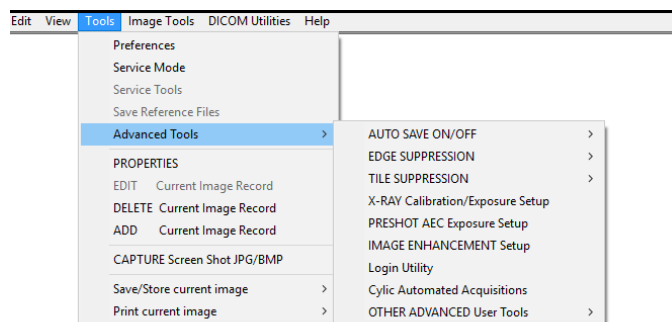 Edit View Tools Image Tools DICOM Utilities Help
Preferences
Service Mode
Service Tools
Save Reference Files
Advanced Tools >
PROPERTIES
EDIT Current Image Record
DELETE Current Image Record
ADD Current Image Record
CAPTURE Screen Shot JPG/BMP
Save/Store current image >
Print current image >
AUTO SAVE ON/OFF >
EDGE SUPPRESSION >
TILE SUPPRESSION >
X-RAY Calibration/Exposure Setup
PRESHOT AEC Exposure Setup
IMAGE ENHANCEMENT Setup
Login Utility
Cylic Automated Acquisitions
OTHER ADVANCED User Tools >